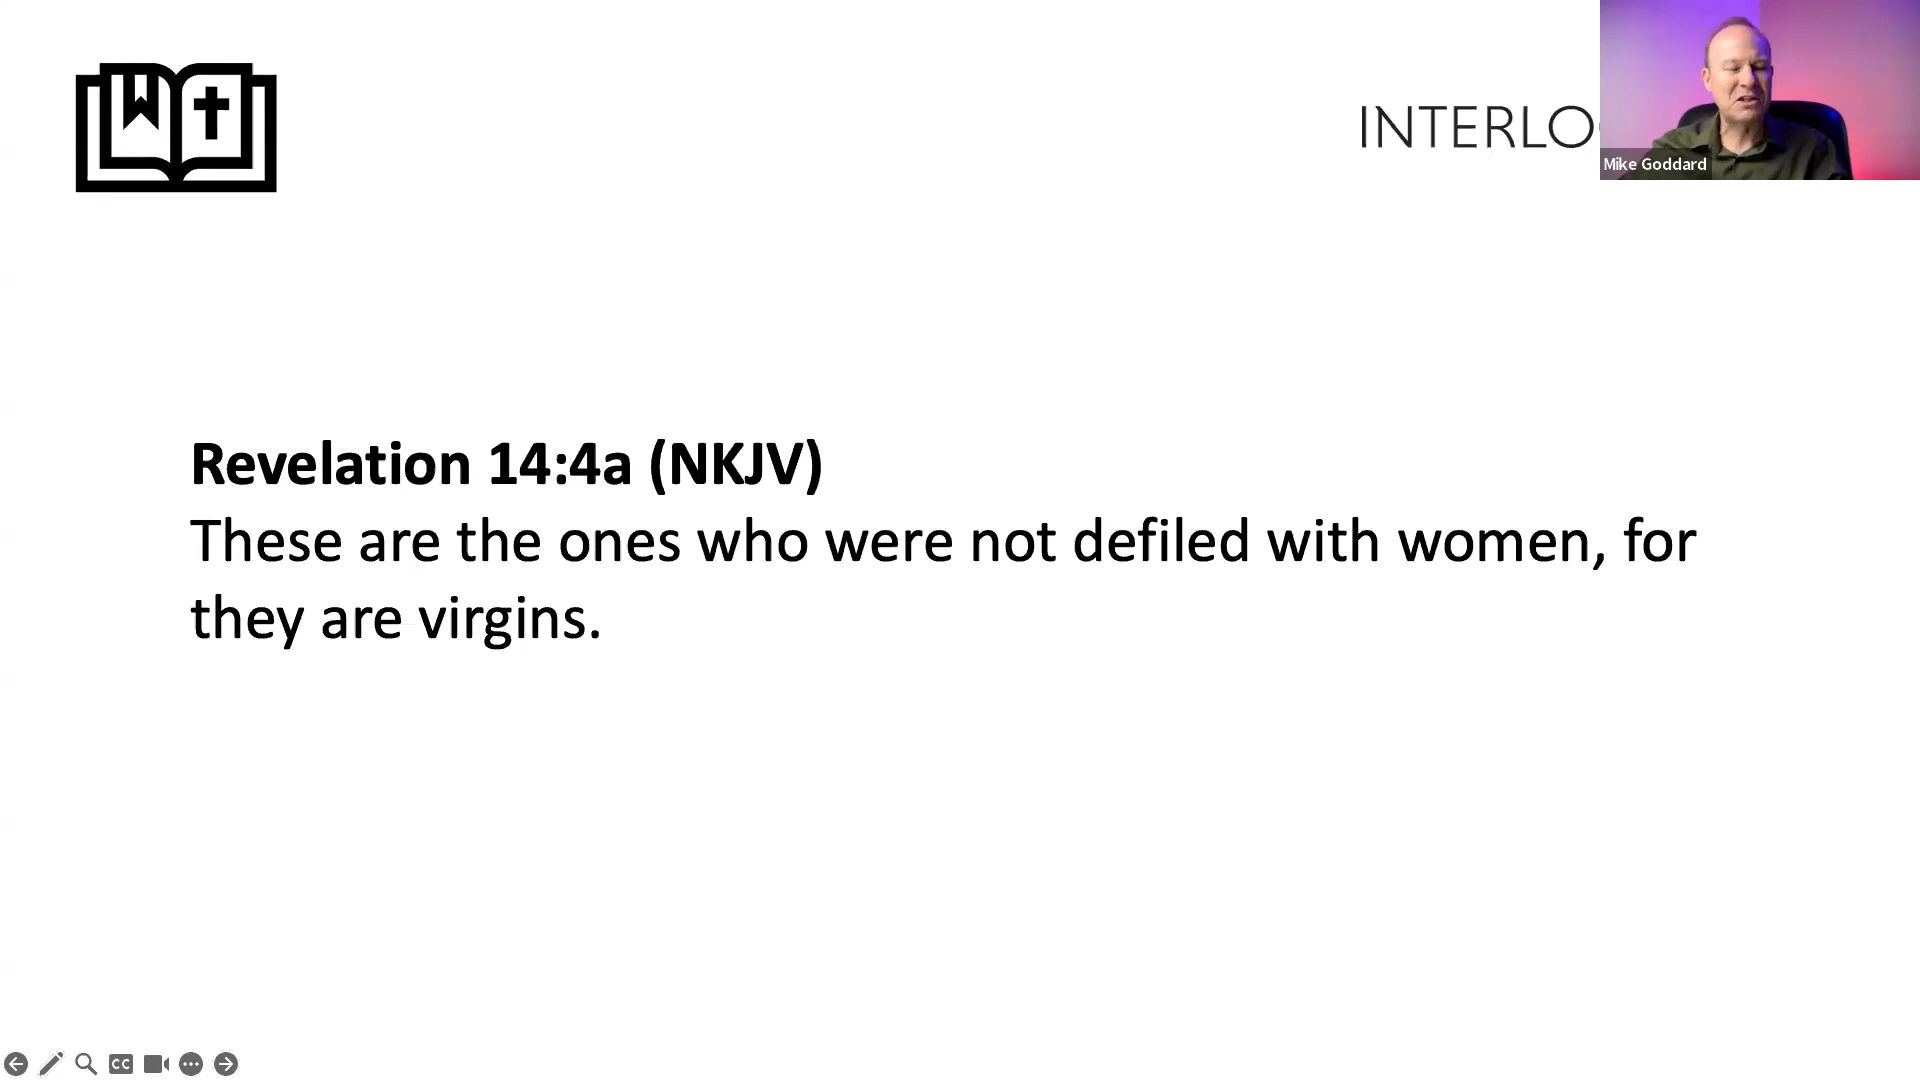 INTERLO
Mike Goddard
Revelation 14:4a (NKJV)
These are the ones who were not defiled with women, for
they are virgins.
CC